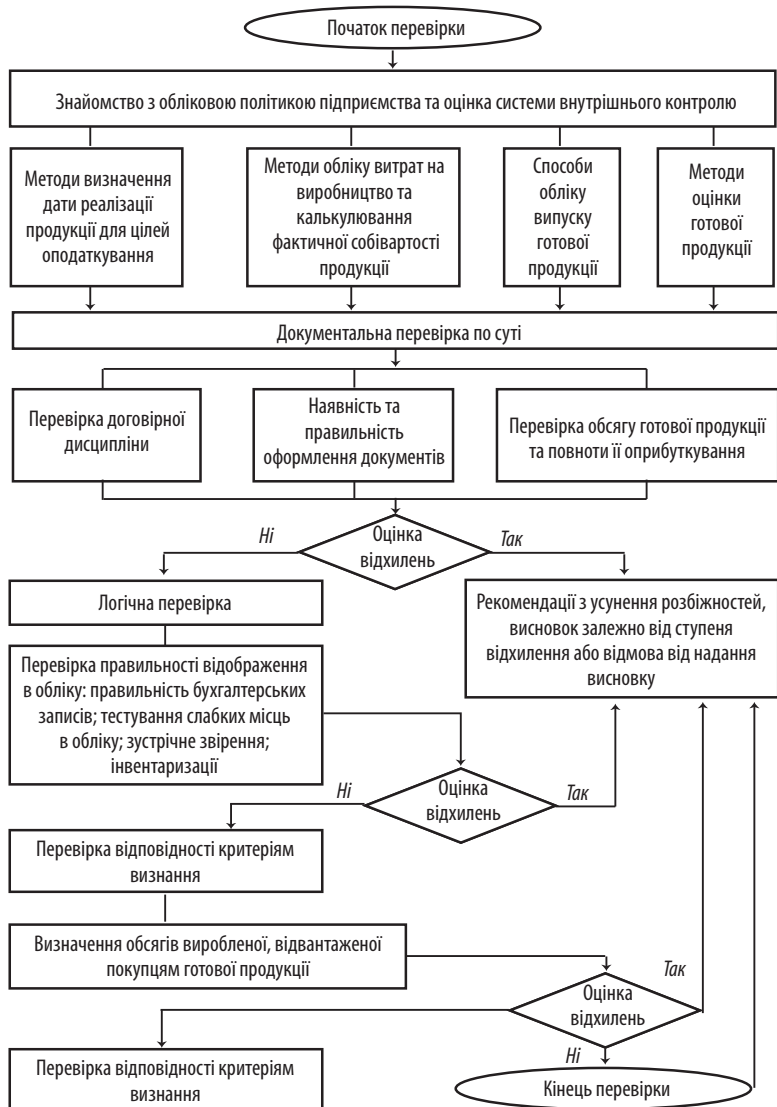 Початок перевірки
Знайомство з обліковою політикою підприємства та оцінка системи внутрішнього контролю
Методи визначення
дати реалізації
продукції для цілей
оподаткування
Методи обліку витрат на
виробництво та
калькулювання
фактичної собівартості
продукції
Способи
обліку
випуску
готової
продукції
Методи
оцінки
готової
продукції
Документальна перевірка по суті
Перевірка договірної
дисципліни
Наявність та
правильність
оформлення документів
Перевірка обсягу готової продукції
та повноти її оприбуткування
Ні
Оцінка
відхилень
Так
Логічна перевірка
Рекомендації з усунення розбіжностей,
висновок залежно від ступеня
відхилення або відмова від надання
висновку
Перевірка правильності відображення
в обліку: правильність бухгалтерських
записів; тестування слабких місць
в обліку; зустрічне звірення;
інвентаризації
Ні
Оцінка
відхилень
Так
Перевірка відповідності критеріям
визнання
Визначення обсягів виробленої, відвантаженої
покупцям готової продукції
Так
Оцінка
відхилень
Ні
Перевірка відповідності критеріям
визнання
Кінець перевірки